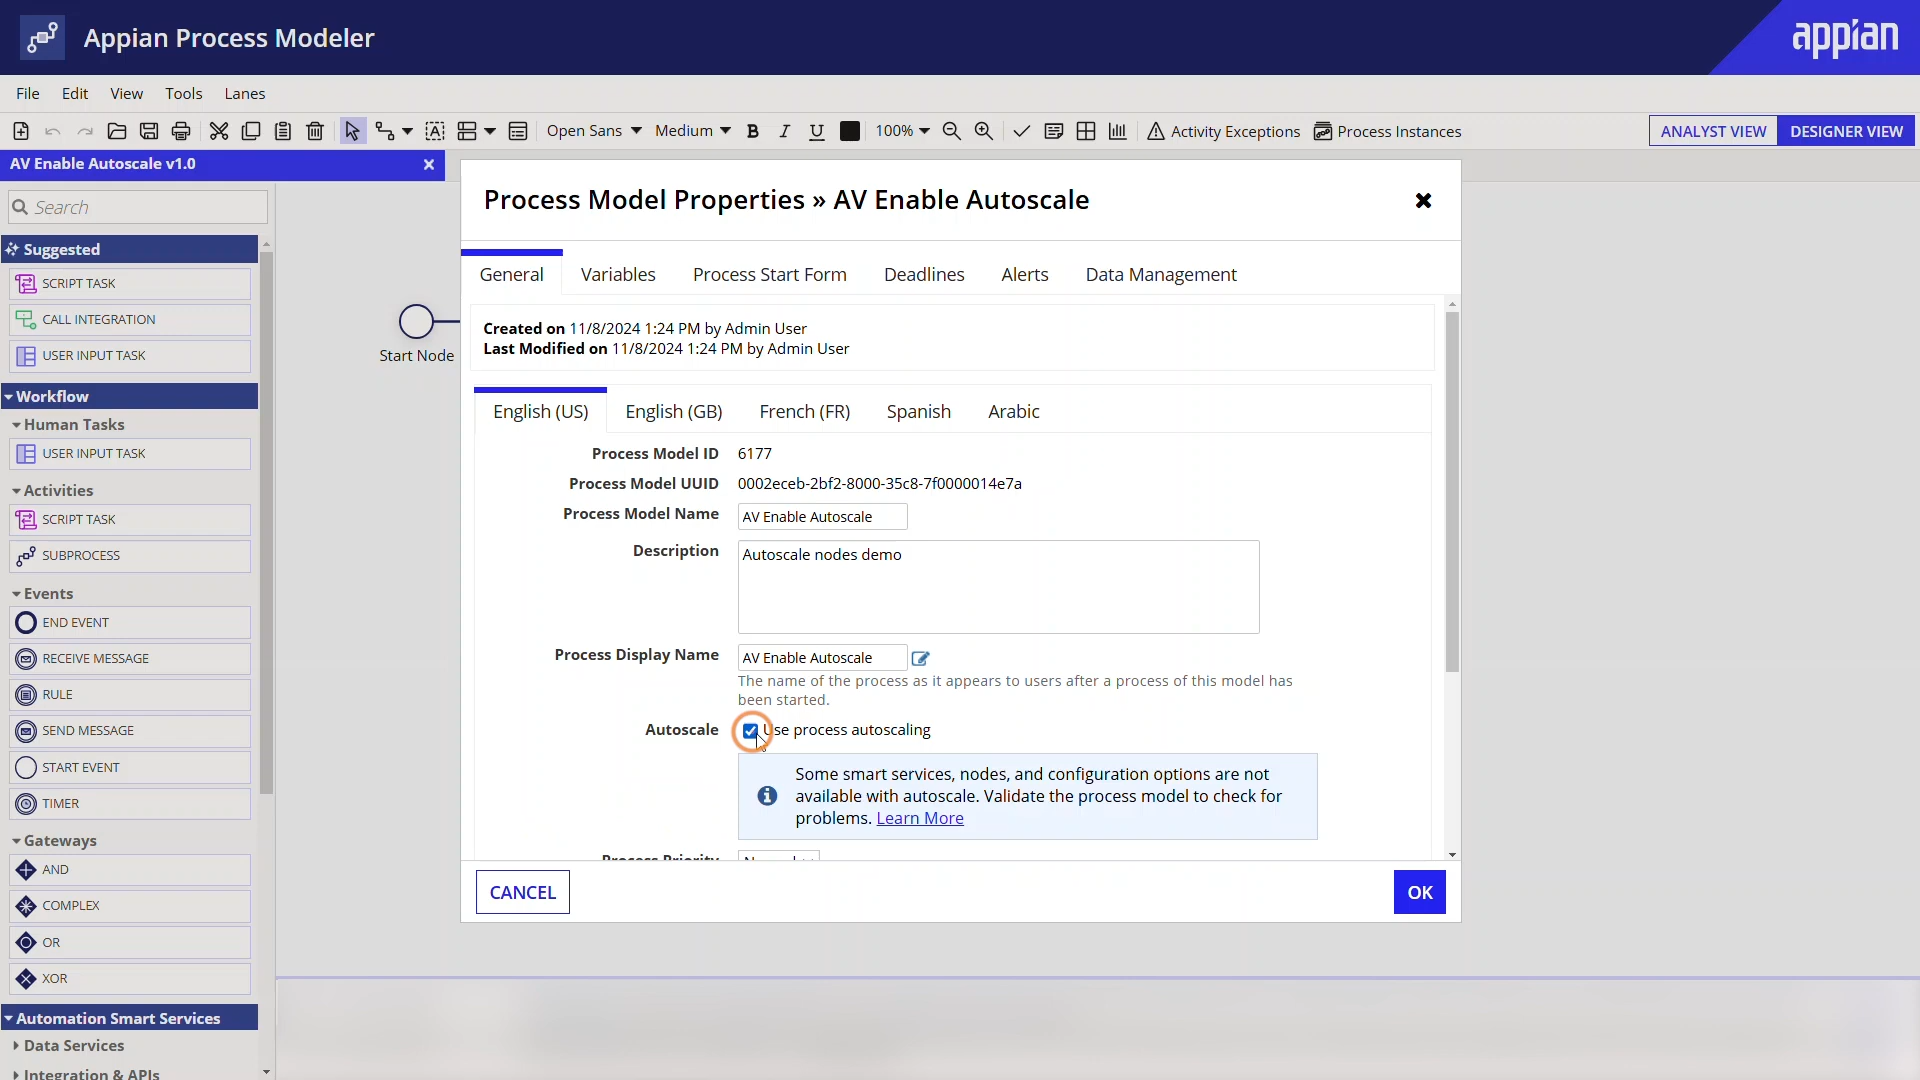 Appian Process Modeler
appian
File Edit View Tools Lanes
Open Sans Medium B I U 100% Activity Exceptions Process Instances ANALYST VIEW DESIGNER VIEW
AV Enable Autoscale v1.0
Search
Suggested
SCRIPT TASK
CALL INTEGRATION
USER INPUT TASK
Workflow
Human Tasks
USER INPUT TASK
Activities
SCRIPT TASK
SUBPROCESS
Events
END EVENT
RECEIVE MESSAGE
RULE
SEND MESSAGE
START EVENT
TIMER
Gateways
AND
COMPLEX
OR
XOR
Automation Smart Services
Data Services
Integration & APIs
Start Node
Process Model Properties » AV Enable Autoscale
General Variables Process Start Form Deadlines Alerts Data Management
Created on 11/8/2024 1:24 PM by Admin User
Last Modified on 11/8/2024 1:24 PM by Admin User
English (US) English (GB) French (FR) Spanish Arabic
Process Model ID 6177
Process Model UUID 0002eceb-2bf2-8000-35c8-7f0000014e7a
Process Model Name AV Enable Autoscale
Description Autoscale nodes demo
Process Display Name AV Enable Autoscale
The name of the process as it appears to users after a process of this model has
been started.
Autoscale Use process autoscaling
Some smart services, nodes, and configuration options are not
available with autoscale. Validate the process model to check for
problems. Learn More
Process Priority Normal
CANCEL OK